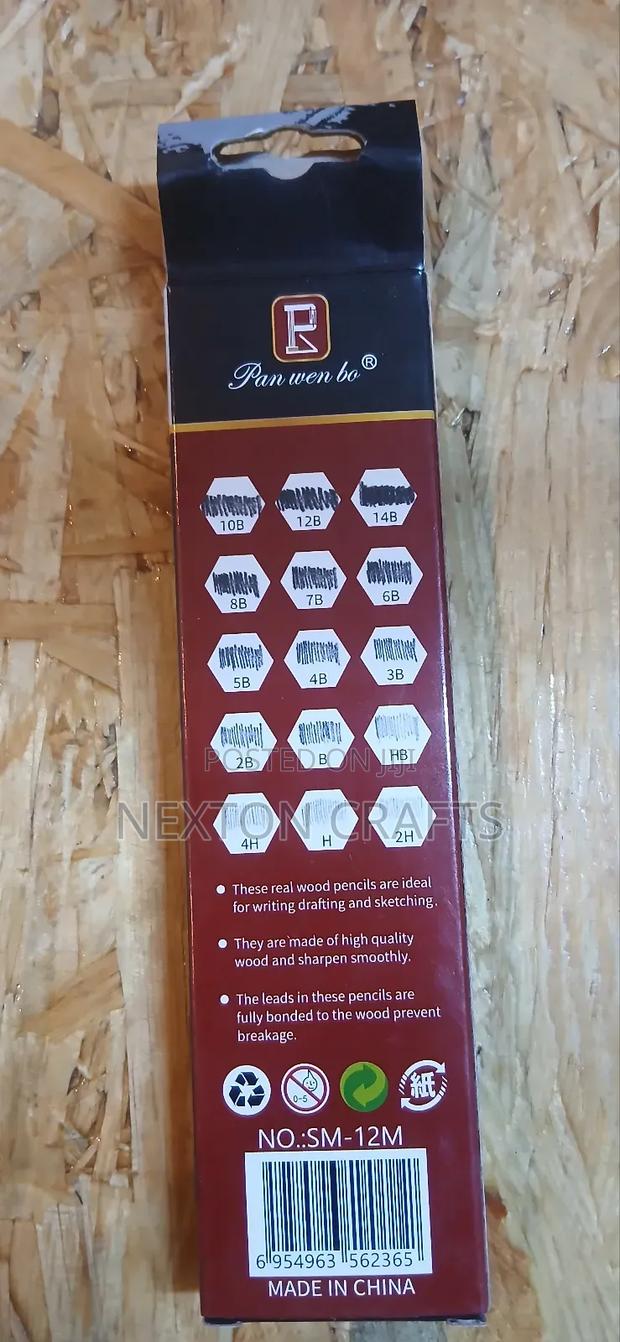 P
Pan wen bo®
10B 12B 14B
8B 7B 6B
5B 4B 3B
2B B HB
POSTED ON JIJI
NEXTON CRAFTS
4H H 2H
These real wood pencils are ideal
for writing drafting and sketching.
They are made of high quality
wood and sharpen smoothly.
The leads in these pencils are
fully bonded to the wood prevent
breakage.
0-5 紙
NO.:SM-12M
6 954963 562365
MADE IN CHINA